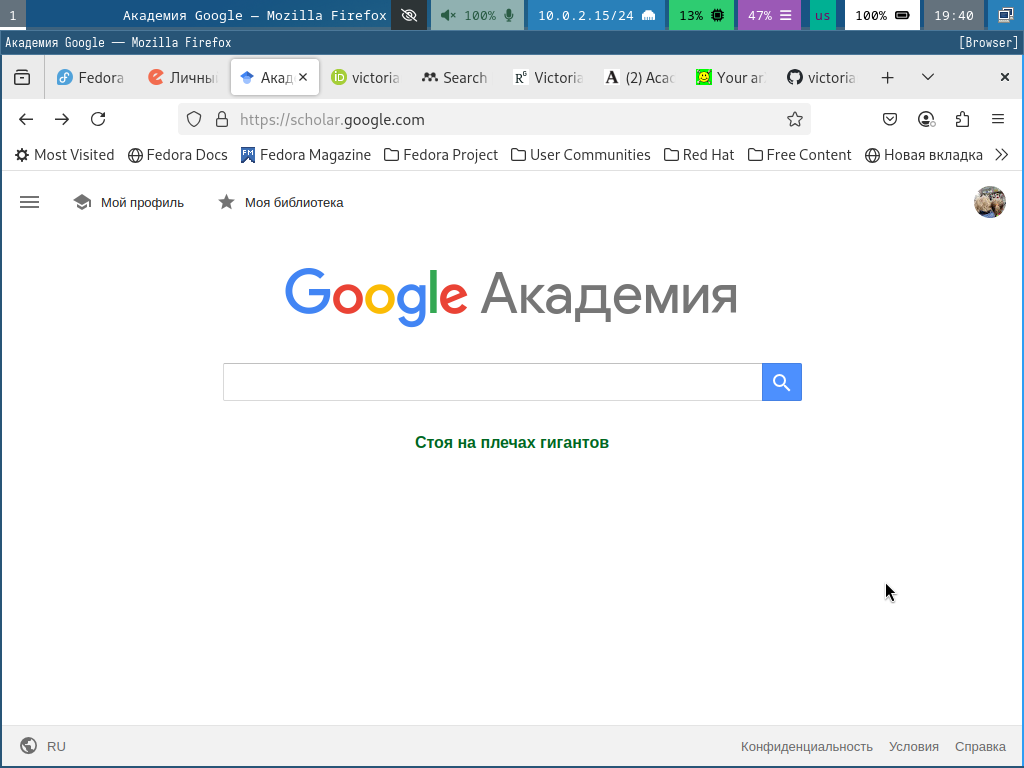 1 Академия Google — Mozilla Firefox 100% 10.0.2.15/24 13% 47% us 100% 19:40
Академия Google — Mozilla Firefox [Browser]
Fedora Личный Акад victoria Search Victoria (2) Acac Your ar victoria
https://scholar.google.com
Most Visited Fedora Docs Fedora Magazine Fedora Project User Communities Red Hat Free Content Новая вкладка
Мой профиль Моя библиотека
Google Академия
Стоя на плечах гигантов
RU Конфиденциальность Условия Справка